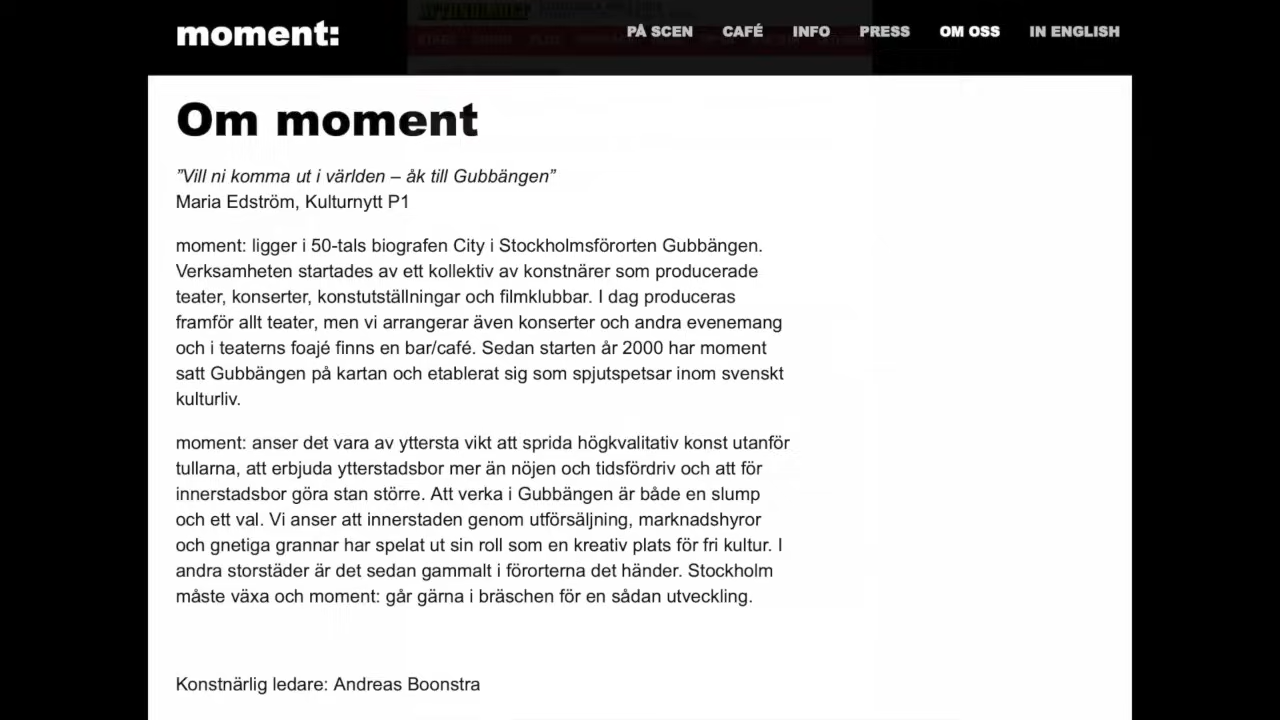 moment:
PÅ SCEN CAFÉ INFO PRESS OM OSS IN ENGLISH
Om moment
”Vill ni komma ut i världen – åk till Gubbängen”
Maria Edström, Kulturnytt P1
moment: ligger i 50-tals biografen City i Stockholmsförorten Gubbängen.
Verksamheten startades av ett kollektiv av konstnärer som producerade
teater, konserter, konstutställningar och filmklubbar. I dag produceras
framför allt teater, men vi arrangerar även konserter och andra evenemang
och i teaterns foajé finns en bar/café. Sedan starten år 2000 har moment
satt Gubbängen på kartan och etablerat sig som spjutspetsar inom svenskt
kulturliv.
moment: anser det vara av yttersta vikt att sprida högkvalitativ konst utanför
tullarna, att erbjuda ytterstadsbor mer än nöjen och tidsfördriv och att för
innerstadsbor göra stan större. Att verka i Gubbängen är både en slump
och ett val. Vi anser att innerstaden genom utförsäljning, marknadshyror
och gnetiga grannar har spelat ut sin roll som en kreativ plats för fri kultur. I
andra storstäder är det sedan gammalt i förorterna det händer. Stockholm
måste växa och moment: går gärna i bräschen för en sådan utveckling.
Konstnärlig ledare: Andreas Boonstra